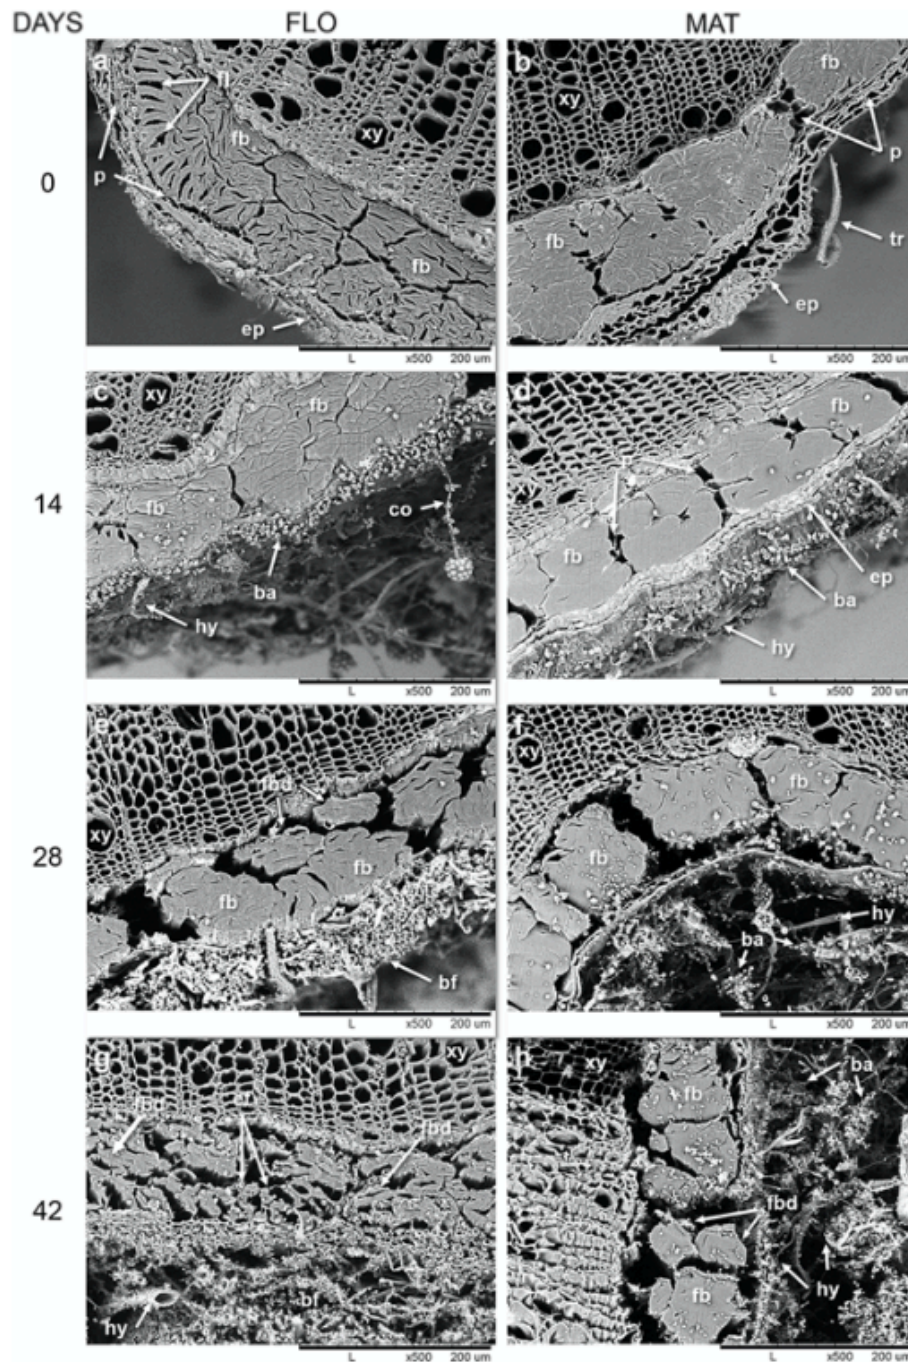 DAYS FLO MAT
0
a fl fb xy p fb ep
L x500 200 um
b fb xy p fb tr ep
L x500 200 um
14
c xy fb fb co ba hy
L x500 200 um
d fb fb ep ba hy
L x500 200 um
28
e fbd xy fb fb bf
L x500 200 um
f xy fb fb hy ba
L x500 200 um
42
g xy fbd fbd bf hy
L x500 200 um
h xy fb ba fbd hy fb
L x500 200 um